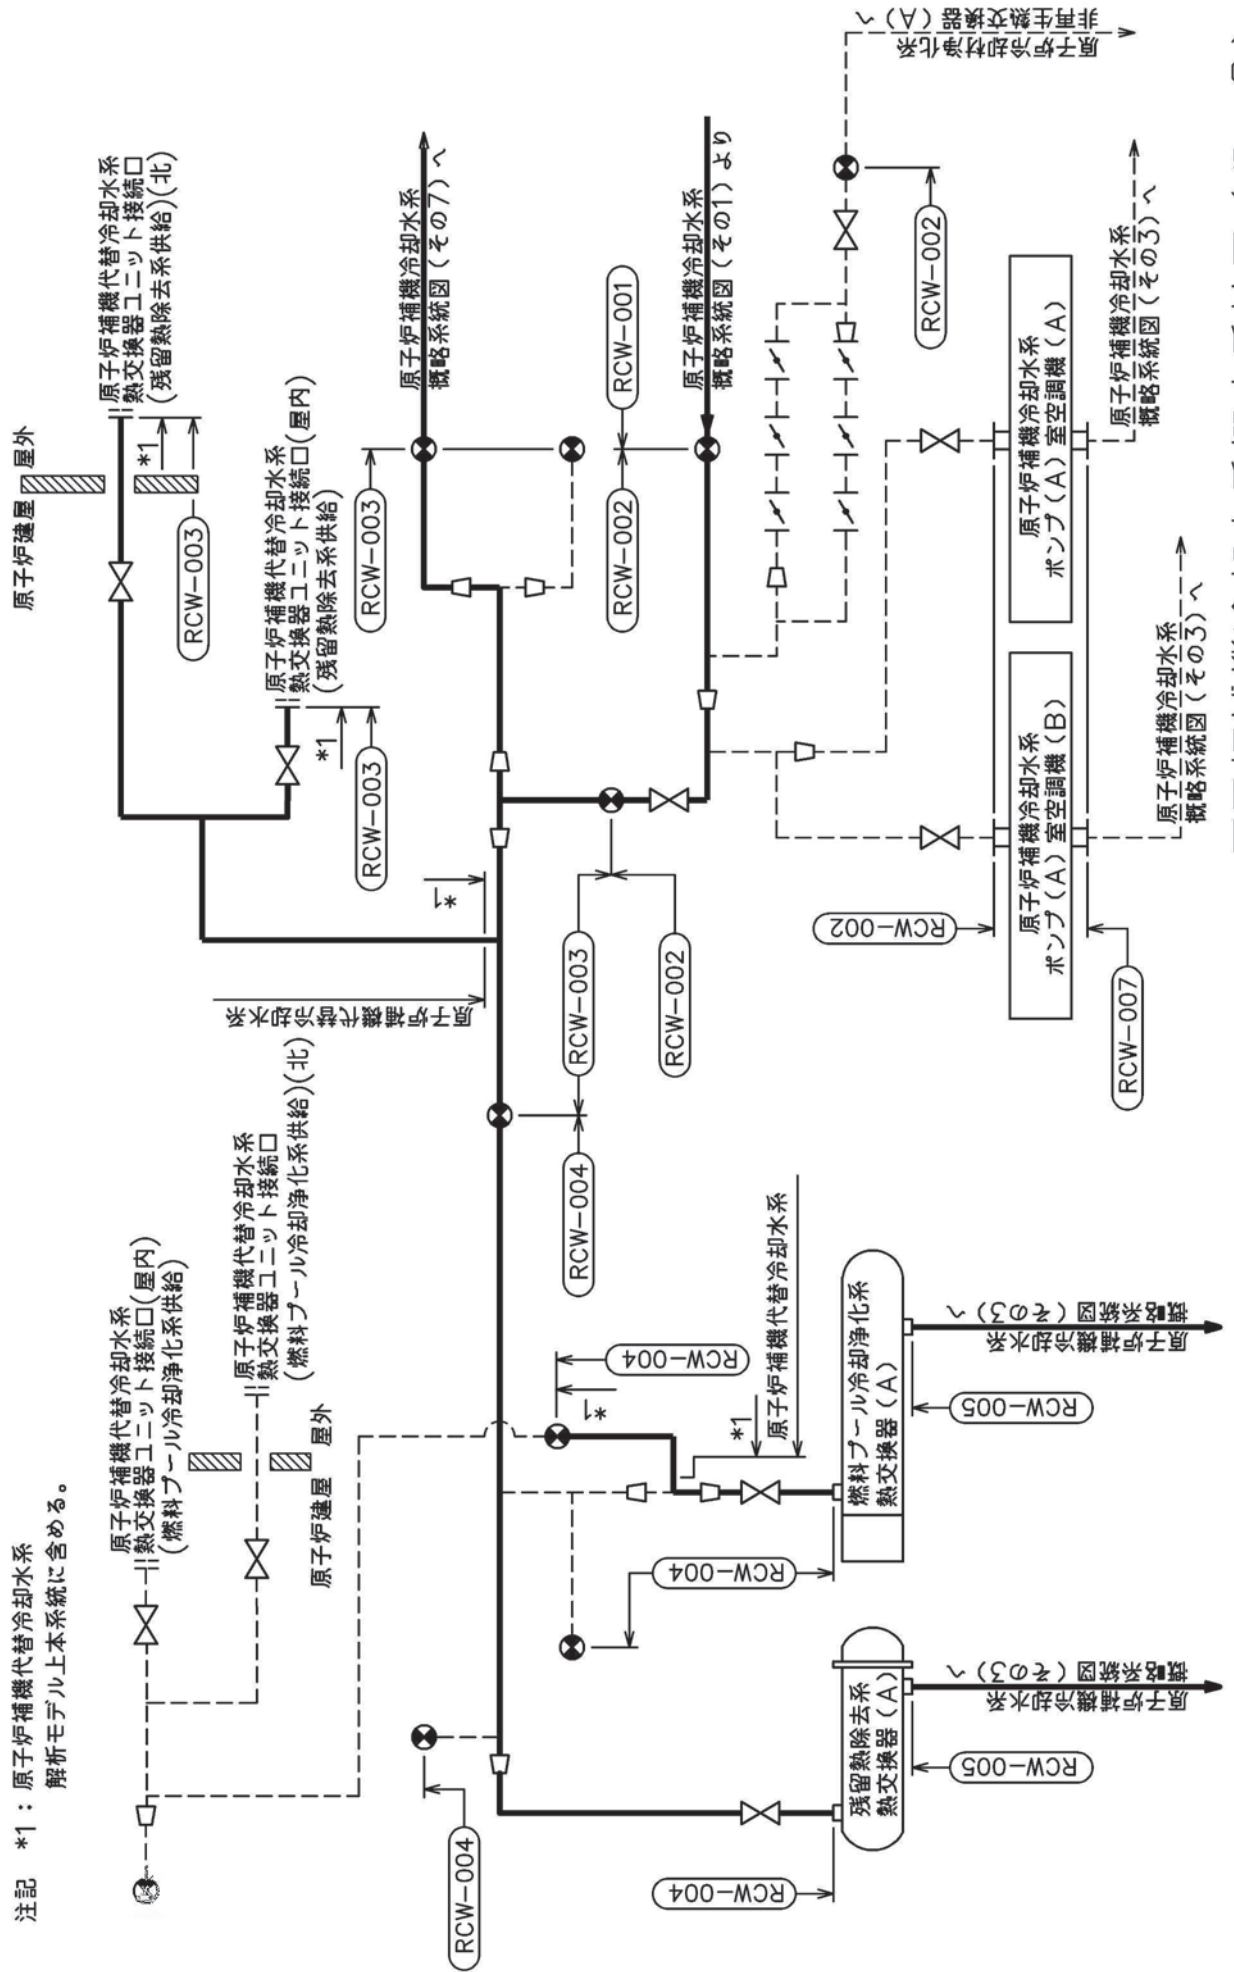 注記　*1：原子炉補機代替冷却水系
解析モデル上本系統に含める。
原子炉補機代替冷却水系
熱交換器ユニット接続口(屋内)
(燃料プール冷却浄化系供給)
原子炉補機代替冷却水系
熱交換器ユニット接続口
(燃料プール冷却浄化系供給)(北)
原子炉建屋
屋外
原子炉建屋
屋外
原子炉補機代替冷却水系
熱交換器ユニット接続口
(残留熱除去系供給)(北)
*1
RCW-003
原子炉補機代替冷却水系
熱交換器ユニット接続口(屋内)
(残留熱除去系供給)
*1
RCW-003
原子炉補機代替冷却水系
*1
RCW-003
原子炉補機冷却水系
概略系統図(その7)へ
RCW-001
RCW-002
原子炉補機冷却水系
概略系統図(その1)より
RCW-003
RCW-002
RCW-003
RCW-004
RCW-004
RCW-004
*1
*1
原子炉補機代替冷却水系
RCW-004
RCW-004
残留熱除去系
熱交換器(A)
RCW-005
原子炉補機冷却水系
概略系統図(その3)へ
燃料プール冷却浄化系
熱交換器(A)
RCW-005
原子炉補機冷却水系
概略系統図(その3)へ
RCW-002
RCW-007
原子炉補機冷却水系
ポンプ(A)室空調機(B)
原子炉補機冷却水系
ポンプ(A)室空調機(A)
原子炉補機冷却水系
概略系統図(その3)へ
原子炉補機冷却水系
概略系統図(その3)へ
RCW-002
原子炉冷却材浄化系
非再生熱交換器(A)へ